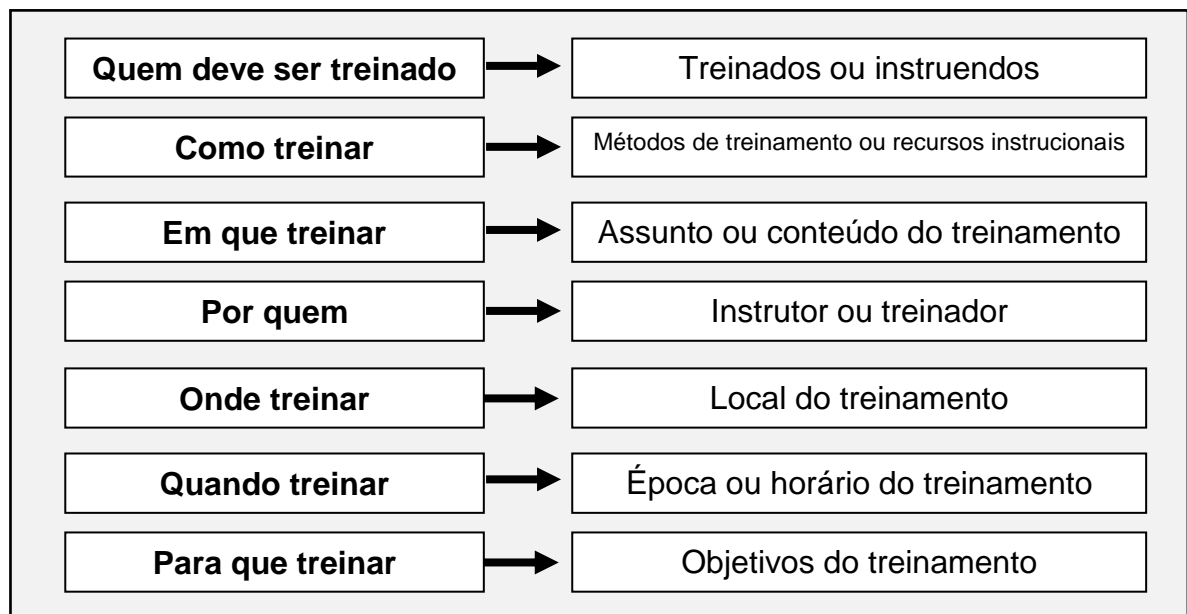 Quem deve ser treinado
Treinados ou instruendos
Como treinar
Métodos de treinamento ou recursos instrucionais
Em que treinar
Assunto ou conteúdo do treinamento
Por quem
Instrutor ou treinador
Onde treinar
Local do treinamento
Quando treinar
Época ou horário do treinamento
Para que treinar
Objetivos do treinamento